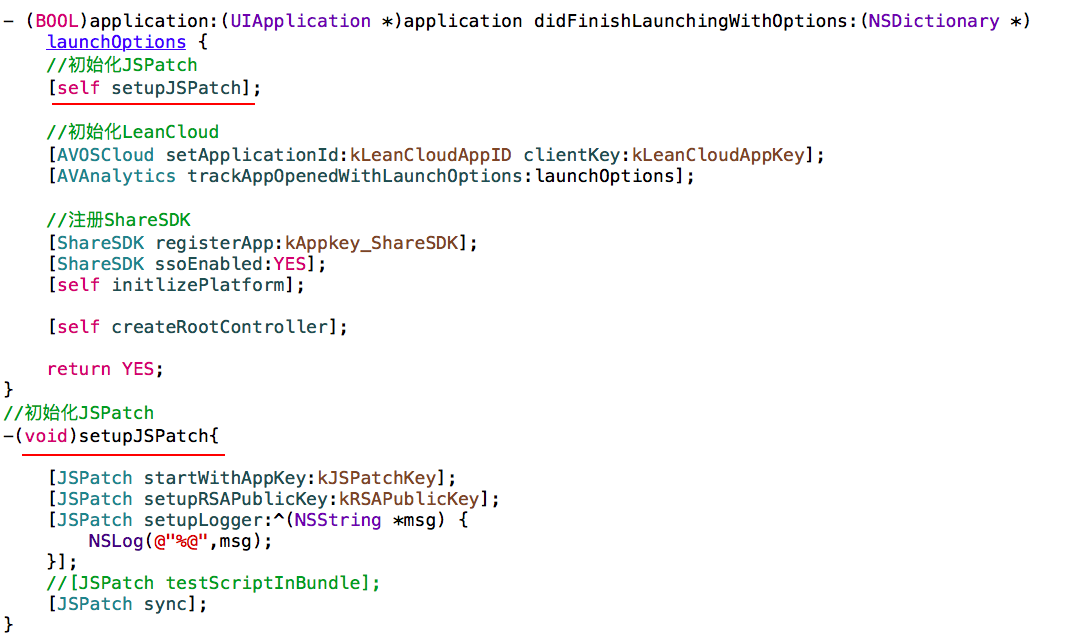 - (BOOL)application:(UIApplication *)application didFinishLaunchingWithOptions:(NSDictionary *)
launchOptions {
//初始化JSPatch
[self setupJSPatch];
//初始化LeanCloud
[AVOSCloud setApplicationId:kLeanCloudAppID clientKey:kLeanCloudAppKey];
[AVAnalytics trackAppOpenedWithLaunchOptions:launchOptions];
//注册ShareSDK
[ShareSDK registerApp:kAppkey_ShareSDK];
[ShareSDK ssoEnabled:YES];
[self initlizePlatform];
[self createRootController];
return YES;
}
//初始化JSPatch
-(void)setupJSPatch{
[JSPatch startWithAppKey:kJSPatchKey];
[JSPatch setupRSAPublicKey:kRSAPublicKey];
[JSPatch setupLogger:^(NSString *msg) {
NSLog(@"%@",msg);
}];
//[JSPatch testScriptInBundle];
[JSPatch sync];
}